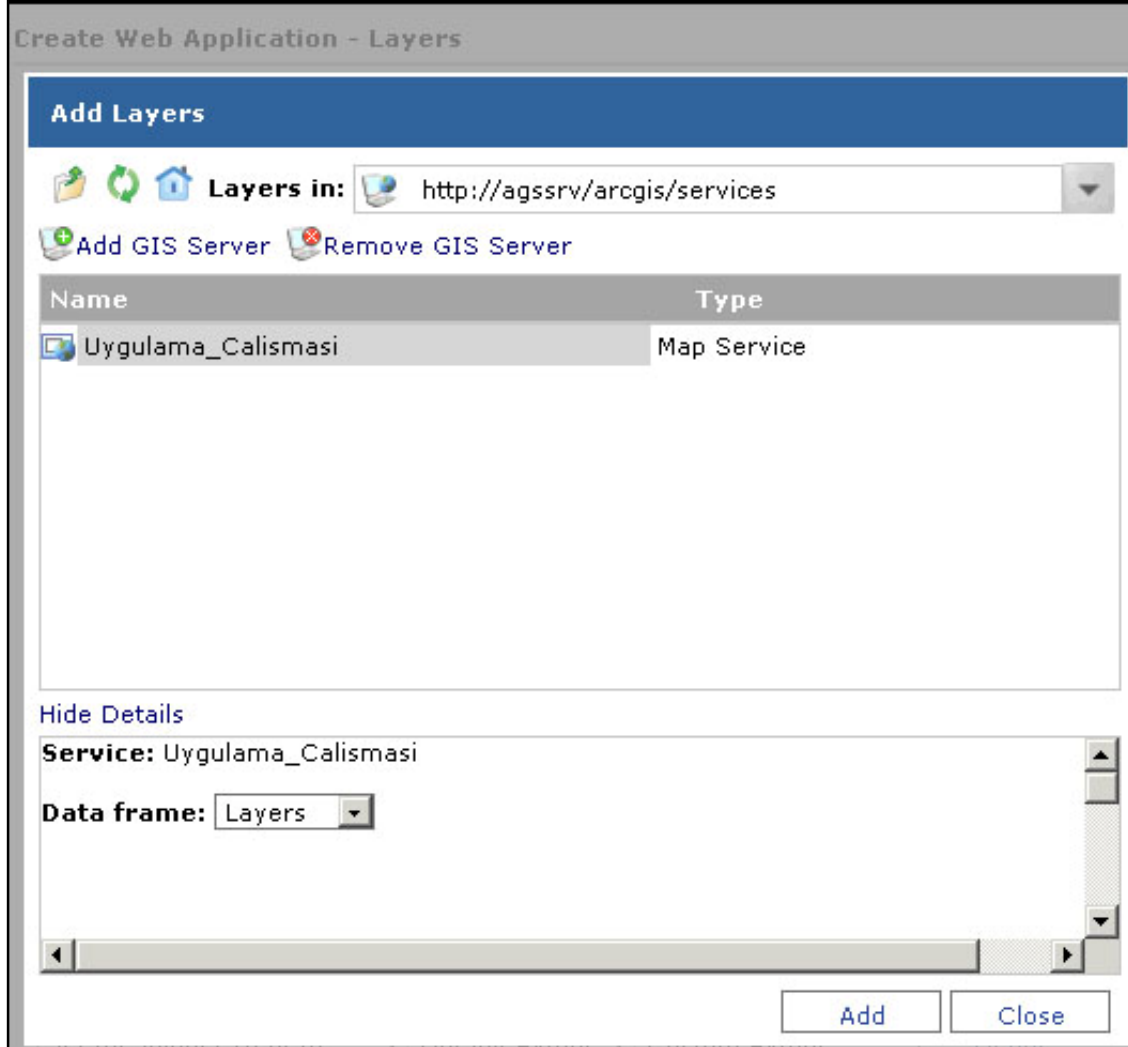 Create Web Application - Layers
Add Layers
Layers in: http://agssrv/arcgis/services
Add GIS Server Remove GIS Server
Name Type
Uygulama_Calismasi Map Service
Hide Details
Service: Uygulama_Calismasi
Data frame: Layers
Add Close